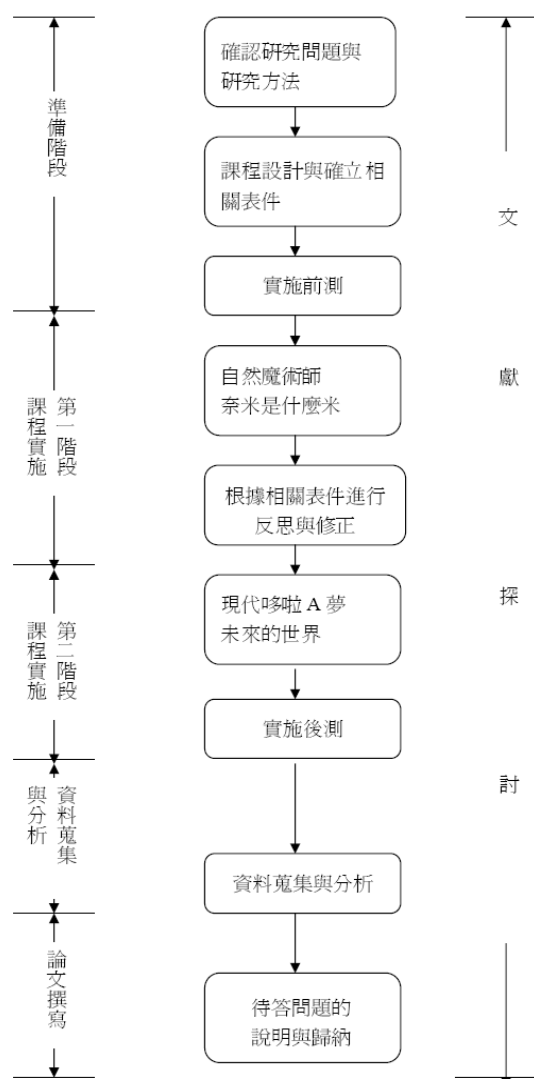 確認研究問題與
研究方法
課程設計與確立相
關表件
實施前測
自然魔術師
奈米是什麼米
根據相關表件進行
反思與修正
現代哆啦 A 夢
未來的世界
實施後測
資料蒐集與分析
待答問題的
說明與歸納
準備階段
第一階段
課程實施
第二階段
課程實施
資料蒐集
與分析
論文撰寫
文獻探討